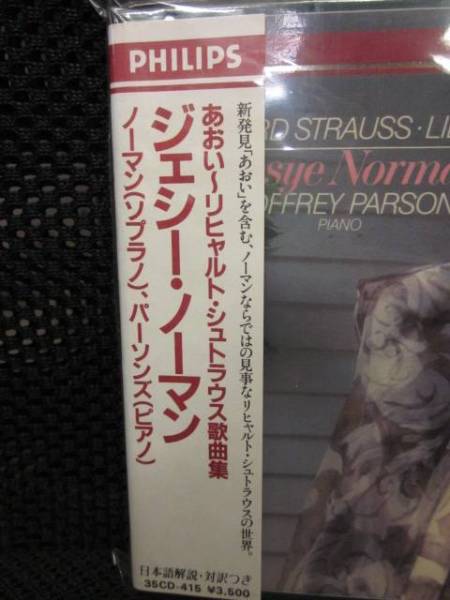 PHILIPS
新発見「あおい」を含む、ノーマンならではの見事なリヒャルト・シュトラウスの世界。
あおい〜リヒャルト・シュトラウス歌曲集
ジェシー・ノーマン
ノーマン(ソプラノ)、パーソンズ(ピアノ)
日本語解説・対訳つき
35CD-415 ¥3,500
RD STRAUSS · LI
sye Norma
OFFREY PARSON
PIANO